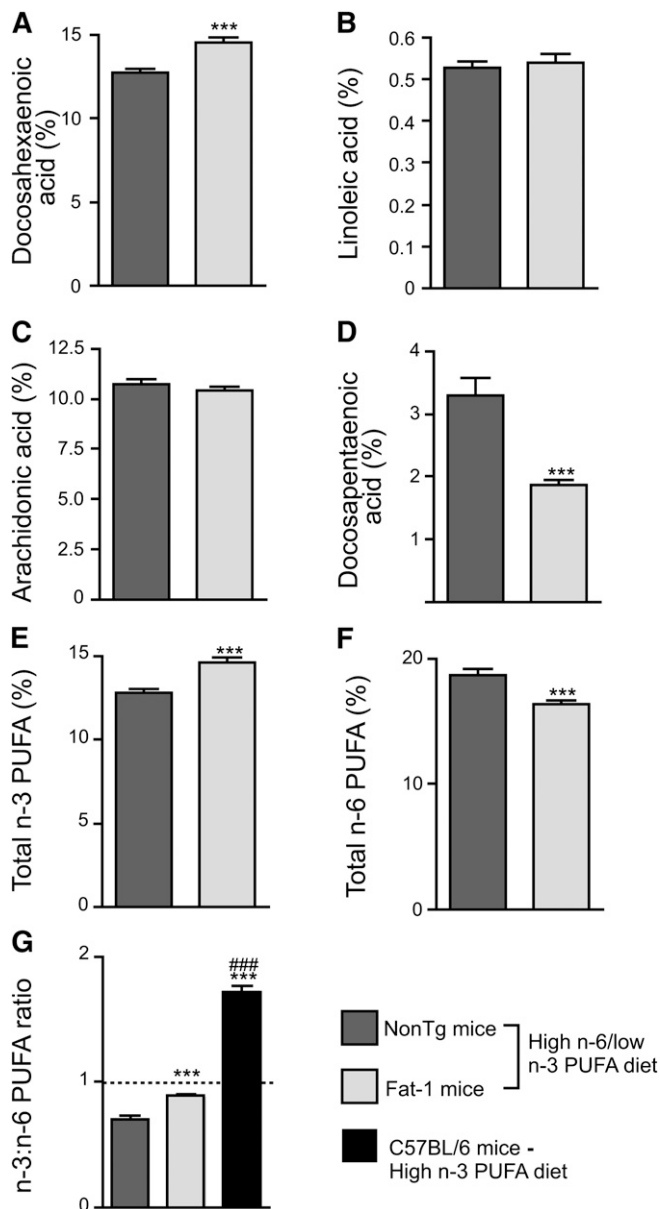 A
Docosahexaenoic
acid (%)
15
10
5
0
***
B
Linoleic acid (%)
0.6
0.5
0.4
0.3
0.2
0.1
0
C
Arachidonic acid (%)
12.5
10.0
7.5
5.0
2.5
0
D
Docosapentaenoic
acid (%)
4
3
2
1
***
E
Total n-3 PUFA (%)
15
10
5
0
***
F
Total n-6 PUFA (%)
20
10
0
***
G
n-3:n-6 PUFA ratio
2
1
0
***
###
***
NonTg mice
Fat-1 mice
High n-6/low
n-3 PUFA diet
C57BL/6 mice -
High n-3 PUFA diet